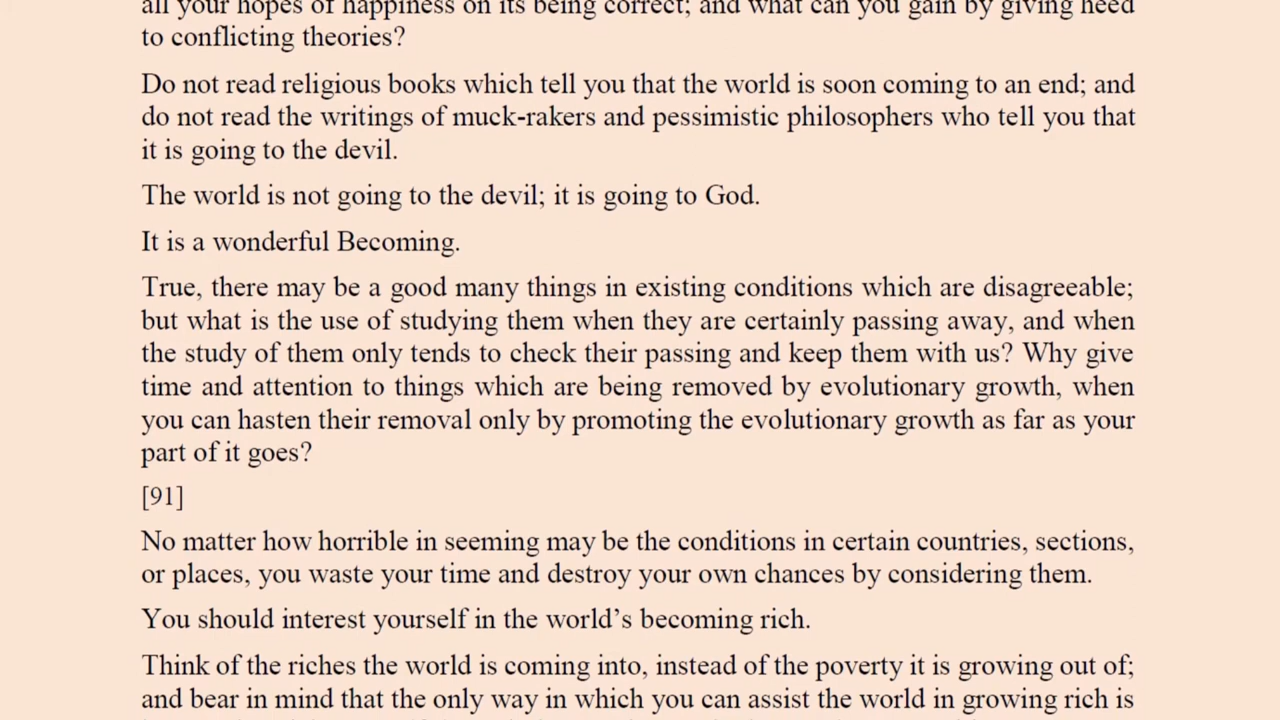 all your hopes of happiness on its being correct; and what can you gain by giving heed
to conflicting theories?
Do not read religious books which tell you that the world is soon coming to an end; and
do not read the writings of muck-rakers and pessimistic philosophers who tell you that
it is going to the devil.
The world is not going to the devil; it is going to God.
It is a wonderful Becoming.
True, there may be a good many things in existing conditions which are disagreeable;
but what is the use of studying them when they are certainly passing away, and when
the study of them only tends to check their passing and keep them with us? Why give
time and attention to things which are being removed by evolutionary growth, when
you can hasten their removal only by promoting the evolutionary growth as far as your
part of it goes?
[91]
No matter how horrible in seeming may be the conditions in certain countries, sections,
or places, you waste your time and destroy your own chances by considering them.
You should interest yourself in the world’s becoming rich.
Think of the riches the world is coming into, instead of the poverty it is growing out of;
and bear in mind that the only way in which you can assist the world in growing rich is